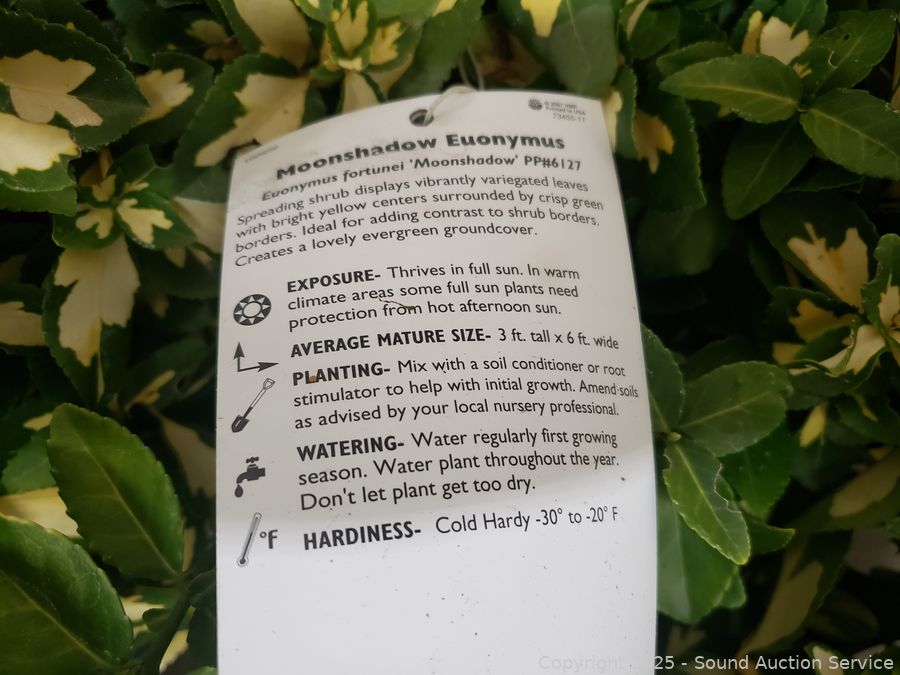 Printed in USA
73455-11
Moonshadow Euonymus
Euonymus fortunei 'Moonshadow' PP#6127
Spreading shrub displays vibrantly variegated leaves
with bright yellow centers surrounded by crisp green
borders. Ideal for adding contrast to shrub borders.
Creates a lovely evergreen groundcover.
EXPOSURE- Thrives in full sun. In warm
climate areas some full sun plants need
protection from hot afternoon sun.
AVERAGE MATURE SIZE- 3 ft. tall x 6 ft. wide
PLANTING- Mix with a soil conditioner or root
stimulator to help with initial growth. Amend soils
as advised by your local nursery professional.
WATERING- Water regularly first growing
season. Water plant throughout the year.
Don't let plant get too dry.
°F HARDINESS- Cold Hardy -30° to -20° F
Copyright 2025 - Sound Auction Service